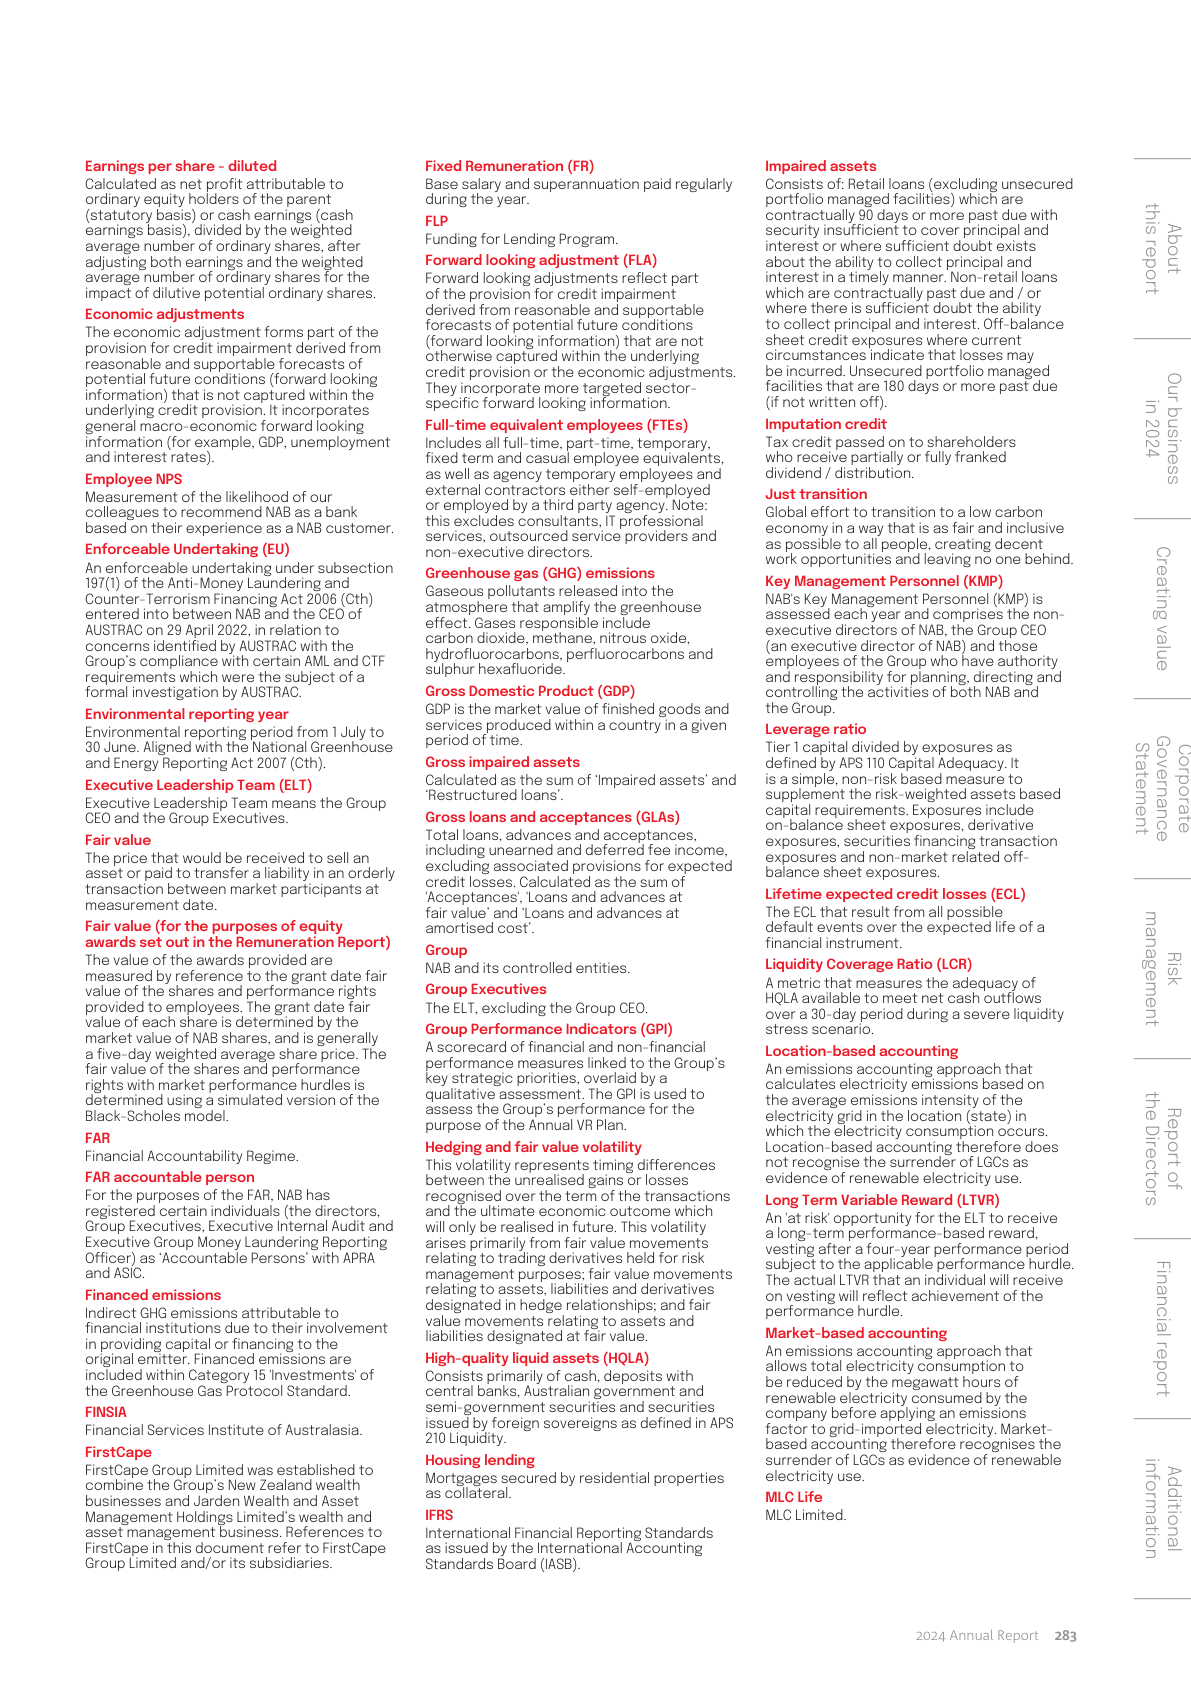 Earnings per share - diluted
Calculated as net profit attributable to
ordinary equity holders of the parent
(statutory basis) or cash earnings (cash
earnings basis), divided by the weighted
average number of ordinary shares, after
adjusting both earnings and the weighted
average number of ordinary shares for the
impact of dilutive potential ordinary shares.
Economic adjustments
The economic adjustment forms part of the
provision for credit impairment derived from
reasonable and supportable forecasts of
potential future conditions (forward looking
information) that is not captured within the
underlying credit provision. It incorporates
general macro-economic forward looking
information (for example, GDP, unemployment
and interest rates).
Employee NPS
Measurement of the likelihood of our
colleagues to recommend NAB as a bank
based on their experience as a NAB customer.
Enforceable Undertaking (EU)
An enforceable undertaking under subsection
197(1) of the Anti-Money Laundering and
Counter-Terrorism Financing Act 2006 (Cth)
entered into between NAB and the CEO of
AUSTRAC on 29 April 2022, in relation to
concerns identified by AUSTRAC with the
Group's compliance with certain AML and CTF
requirements which were the subject of a
formal investigation by AUSTRAC.
Environmental reporting year
Environmental reporting period from 1 July to
30 June. Aligned with the National Greenhouse
and Energy Reporting Act 2007 (Cth).
Executive Leadership Team (ELT)
Executive Leadership Team means the Group
CEO and the Group Executives.
Fair value
The price that would be received to sell an
asset or paid to transfer a liability in an orderly
transaction between market participants at
measurement date.
Fair value (for the purposes of equity
awards set out in the Remuneration Report)
The value of the awards provided are
measured by reference to the grant date fair
value of the shares and performance rights
provided to employees. The grant date fair
value of each share is determined by the
market value of NAB shares, and is generally
a five-day weighted average share price. The
fair value of the shares and performance
rights with market performance hurdles is
determined using a simulated version of the
Black-Scholes model.
FAR
Financial Accountability Regime.
FAR accountable person
For the purposes of the FAR, NAB has
registered certain individuals (the directors,
Group Executives, Executive Internal Audit and
Executive Group Money Laundering Reporting
Officer) as 'Accountable Persons' with APRA
and ASIC.
Financed emissions
Indirect GHG emissions attributable to
financial institutions due to their involvement
in providing capital or financing to the
original emitter. Financed emissions are
included within Category 15 'Investments' of
the Greenhouse Gas Protocol Standard.
FINSIA
Financial Services Institute of Australasia.
FirstCape
FirstCape Group Limited was established to
combine the Group's New Zealand wealth
businesses and Jarden Wealth and Asset
Management Holdings Limited's wealth and
asset management business. References to
FirstCape in this document refer to FirstCape
Group Limited and/or its subsidiaries.
Fixed Remuneration (FR)
Base salary and superannuation paid regularly
during the year.
FLP
Funding for Lending Program.
Forward looking adjustment (FLA)
Forward looking adjustments reflect part
of the provision for credit impairment
derived from reasonable and supportable
forecasts of potential future conditions
(forward looking information) that are not
otherwise captured within the underlying
credit provision or the economic adjustments.
They incorporate more targeted sector-
specific forward looking information.
Full-time equivalent employees (FTEs)
Includes all full-time, part-time, temporary,
fixed term and casual employee equivalents,
as well as agency temporary employees and
external contractors either self-employed
or employed by a third party agency. Note:
this excludes consultants, IT professional
services, outsourced service providers and
non-executive directors.
Greenhouse gas (GHG) emissions
Gaseous pollutants released into the
atmosphere that amplify the greenhouse
effect. Gases responsible include
carbon dioxide, methane, nitrous oxide,
hydrofluorocarbons, perfluorocarbons and
sulphur hexafluoride.
Gross Domestic Product (GDP)
GDP is the market value of finished goods and
services produced within a country in a given
period of time.
Gross impaired assets
Calculated as the sum of 'Impaired assets' and
'Restructured loans'.
Gross loans and acceptances (GLAs)
Total loans, advances and acceptances,
including unearned and deferred fee income,
excluding associated provisions for expected
credit losses. Calculated as the sum of
'Acceptances', 'Loans and advances at
fair value' and 'Loans and advances at
amortised cost'.
Group
NAB and its controlled entities.
Group Executives
The ELT, excluding the Group CEO.
Group Performance Indicators (GPI)
A scorecard of financial and non-financial
performance measures linked to the Group's
key strategic priorities, overlaid by a
qualitative assessment. The GPI is used to
assess the Group's performance for the
purpose of the Annual VR Plan.
Hedging and fair value volatility
This volatility represents timing differences
between the unrealised gains or losses
recognised over the term of the transactions
and the ultimate economic outcome which
will only be realised in future. This volatility
arises primarily from fair value movements
relating to trading derivatives held for risk
management purposes; fair value movements
relating to assets, liabilities and derivatives
designated in hedge relationships; and fair
value movements relating to assets and
liabilities designated at fair value.
High-quality liquid assets (HQLA)
Consists primarily of cash, deposits with
central banks, Australian government and
semi-government securities and securities
issued by foreign sovereigns as defined in APS
210 Liquidity.
Housing lending
Mortgages secured by residential properties
as collateral.
IFRS
International Financial Reporting Standards
as issued by the International Accounting
Standards Board (IASB).
Impaired assets
Consists of: Retail loans (excluding unsecured
portfolio managed facilities) which are
contractually 90 days or more past due with
security insufficient to cover principal and
interest or where sufficient doubt exists
about the ability to collect principal and
interest in a timely manner. Non-retail loans
which are contractually past due and / or
where there is sufficient doubt the ability
to collect principal and interest. Off-balance
sheet credit exposures where current
circumstances indicate that losses may
be incurred. Unsecured portfolio managed
facilities that are 180 days or more past due
(if not written off).
Imputation credit
Tax credit passed on to shareholders
who receive partially or fully franked
dividend / distribution.
Just transition
Global effort to transition to a low carbon
economy in a way that is as fair and inclusive
as possible to all people, creating decent
work opportunities and leaving no one behind.
Key Management Personnel (KMP)
NAB's Key Management Personnel (KMP) is
assessed each year and comprises the non-
executive directors of NAB, the Group CEO
(an executive director of NAB) and those
employees of the Group who have authority
and responsibility for planning, directing and
controlling the activities of both NAB and
the Group.
Leverage ratio
Tier 1 capital divided by exposures as
defined by APS 110 Capital Adequacy. It
is a simple, non-risk based measure to
supplement the risk-weighted assets based
capital requirements. Exposures include
on-balance sheet exposures, derivative
exposures, securities financing transaction
exposures and non-market related off-
balance sheet exposures.
Lifetime expected credit losses (ECL)
The ECL that result from all possible
default events over the expected life of a
financial instrument.
Liquidity Coverage Ratio (LCR)
A metric that measures the adequacy of
HQLA available to meet net cash outflows
over a 30-day period during a severe liquidity
stress scenario.
Location-based accounting
An emissions accounting approach that
calculates electricity emissions based on
the average emissions intensity of the
electricity grid in the location (state) in
which the electricity consumption occurs.
Location-based accounting therefore does
not recognise the surrender of LGCs as
evidence of renewable electricity use.
Long Term Variable Reward (LTVR)
An 'at risk' opportunity for the ELT to receive
a long-term performance-based reward,
vesting after a four-year performance period
subject to the applicable performance hurdle.
The actual LTVR that an individual will receive
on vesting will reflect achievement of the
performance hurdle.
Market-based accounting
An emissions accounting approach that
allows total electricity consumption to
be reduced by the megawatt hours of
renewable electricity consumed by the
company before applying an emissions
factor to grid-imported electricity. Market-
based accounting therefore recognises the
surrender of LGCs as evidence of renewable
electricity use.
MLC Life
MLC Limited.
About
this report
Our business
in 2024
Creating value
Corporate
Governance
Statement
Risk
management
Report of
the Directors
Financial report
Additional
information
2024 Annual Report 283